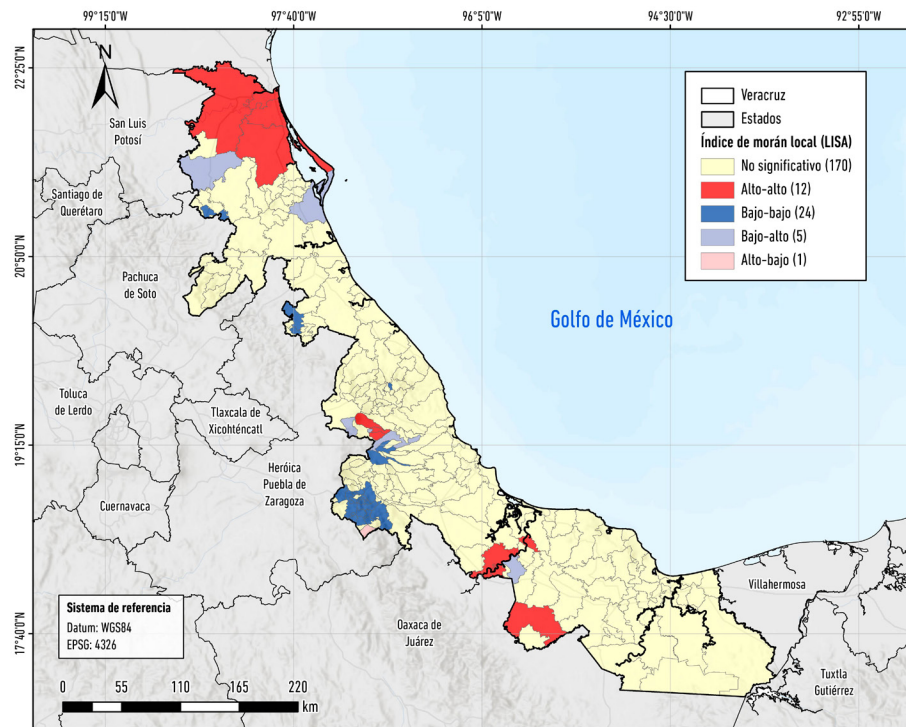 99°15'0"W
97°40'0"W
96°5'0"W
94°30'0"W
92°55'0"W
22°25'0"N
20°50'0"N
19°15'0"N
17°40'0"N
N
San Luis
Potosí
Santiago de
Querétaro
Pachuca
de Soto
Toluca
de Lerdo
Tlaxcala de
Xicohténcatl
Cuernavaca
Heróica
Puebla de
Zaragoza
Oaxaca de
Juárez
Villahermosa
Tuxtla
Gutiérrez
Golfo de México
Veracruz
Estados
Índice de morán local (LISA)
No significativo (170)
Alto-alto (12)
Bajo-bajo (24)
Bajo-alto (5)
Alto-bajo (1)
Sistema de referencia
Datum: WGS84
EPSG: 4326
0 55 110 165 220
km